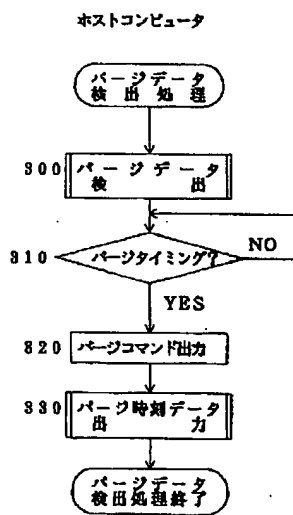 ホストコンピュータ
パージデータ
検出処理
300
パージデータ
検出
310
パージタイミング?
NO
YES
320
パージコマンド出力
330
パージ時刻データ
出力
パージデータ
検出処理終了